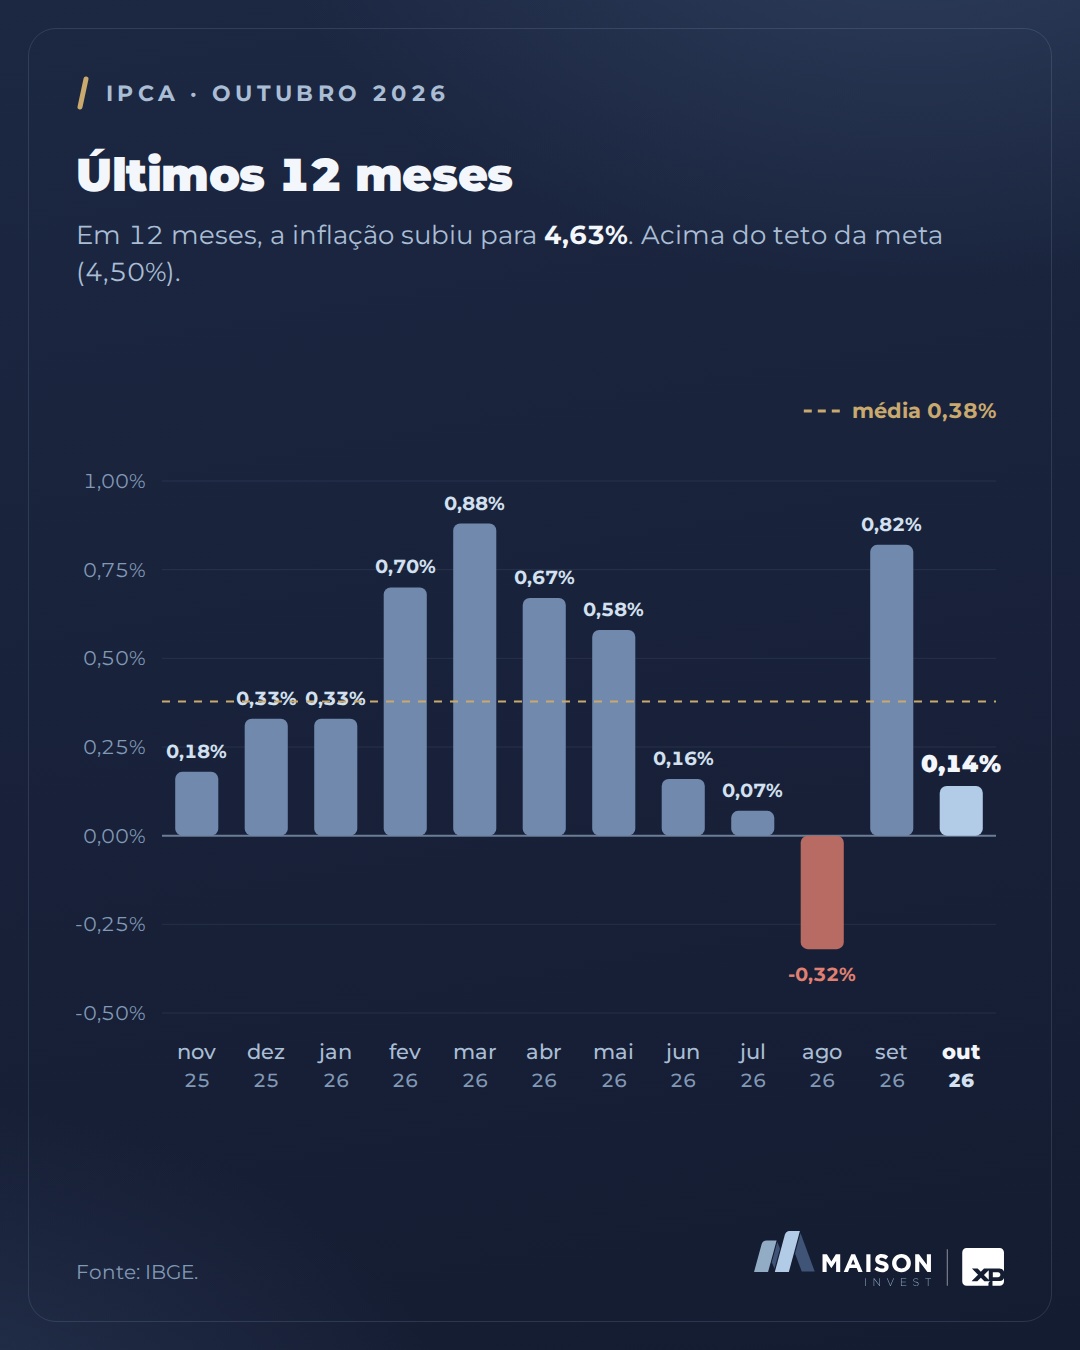 IPCA · OUTUBRO 2026
Últimos 12 meses
Em 12 meses, a inflação subiu para 4,63%. Acima do teto da meta
(4,50%).
média 0,38%
1,00%
0,75%
0,50%
0,25%
0,00%
-0,25%
-0,50%
0,18%
0,33%
0,33%
0,70%
0,88%
0,67%
0,58%
0,16%
0,07%
-0,32%
0,82%
0,14%
nov dez jan fev mar abr mai jun jul ago set out
25 25 26 26 26 26 26 26 26 26 26 26
Fonte: IBGE.
MAISON
INVEST
xp